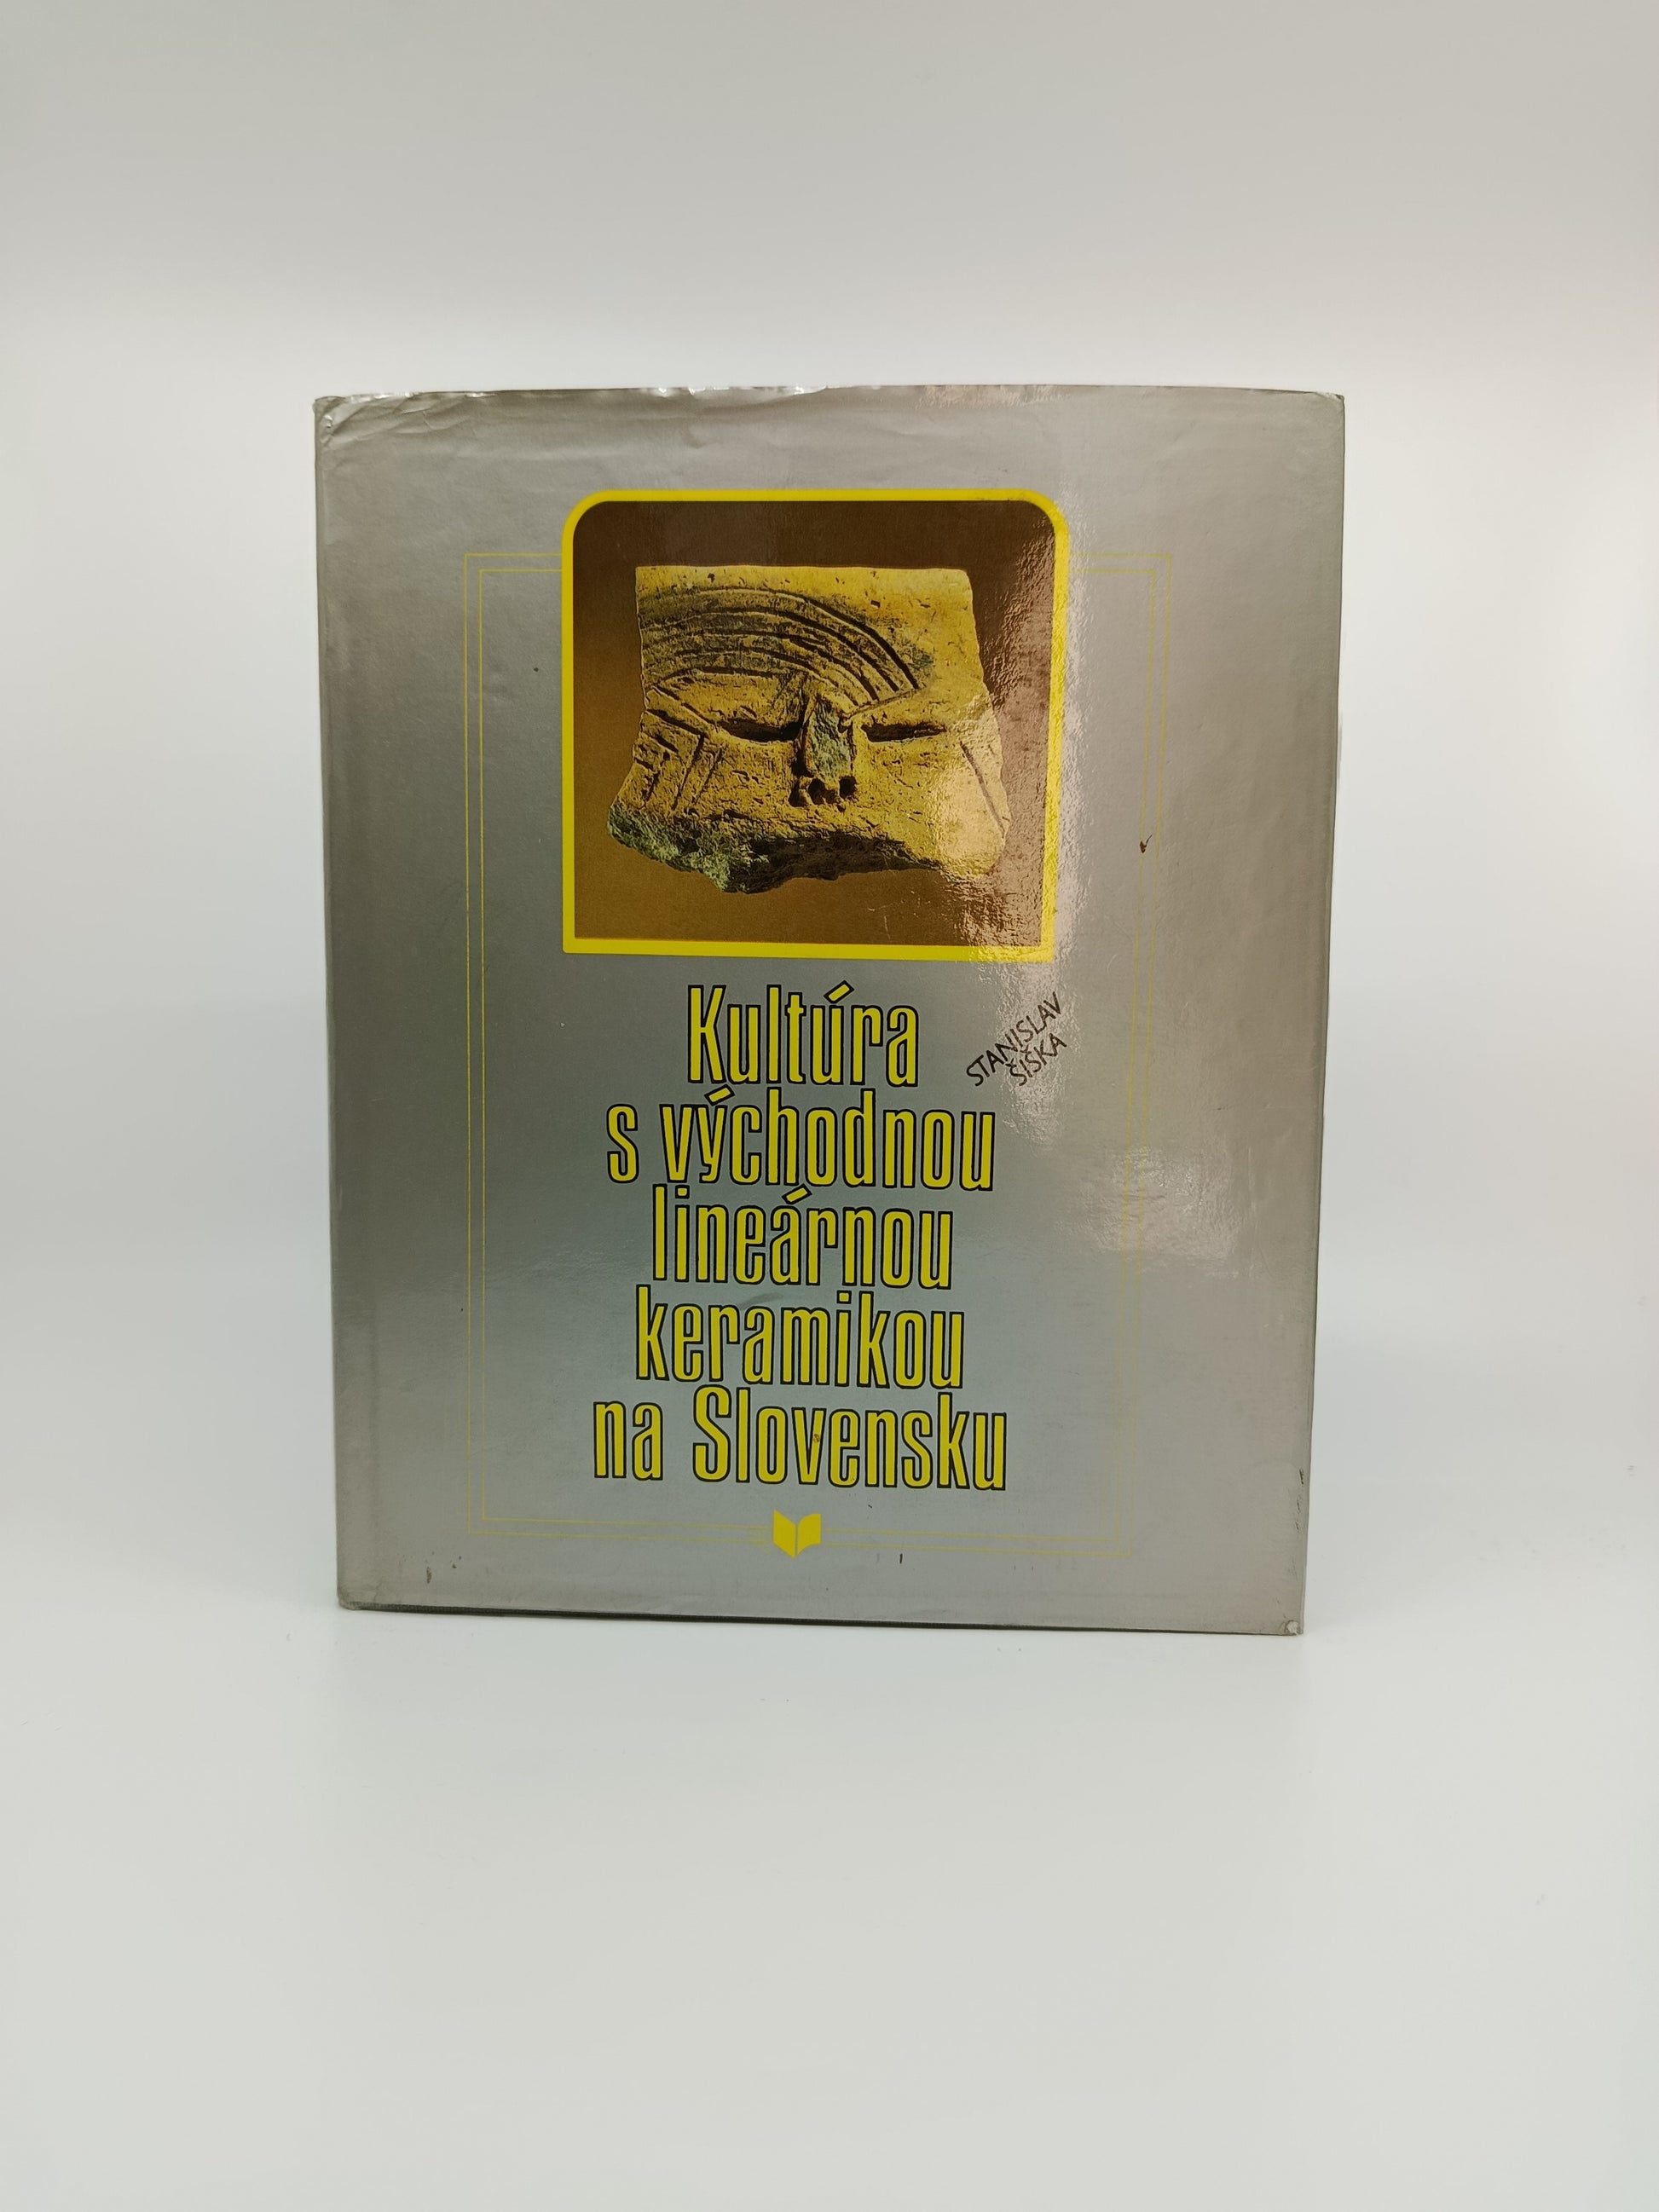 Kultúra
STANISLAV
ŠIŠKA
s východnou
lineárnou
keramikou
na Slovensku